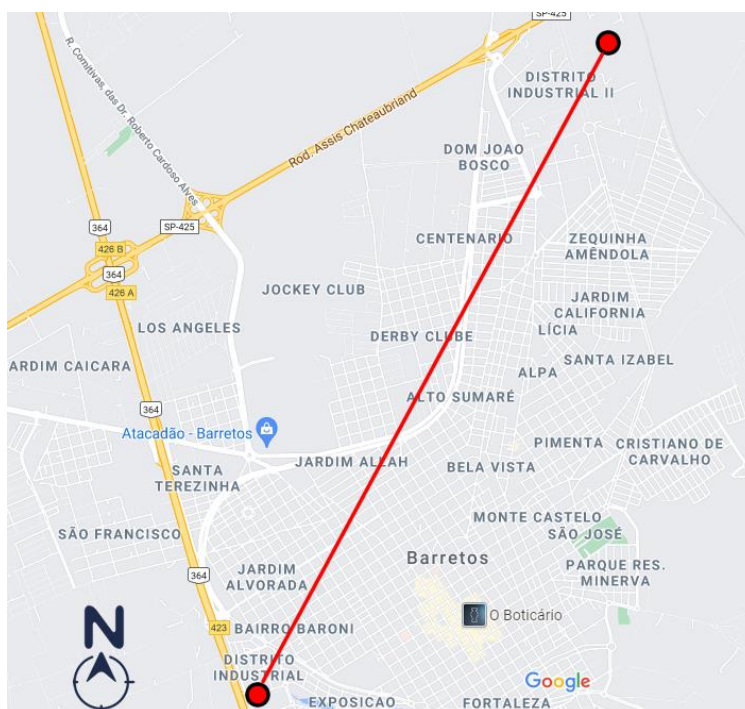 SP-425
DISTRITO
INDUSTRIAL II
R. Comitivas, das Dr. Roberto Cardoso Alves
Rod. Assis Chateaubriand
DOM JOAO
BOSCO
364
SP-425
426 B
364
426 A
CENTENARIO
ZEQUINHA
AMÊNDOLA
JOCKEY CLUB
JARDIM
CALIFORNIA
LOS ANGELES
DERBY CLUBE
LÍCIA
ARDIM CAICARA
SANTA IZABEL
ALPA
364
ALTO SUMARÉ
Atacadão - Barretos
PIMENTA
CRISTIANO DE
CARVALHO
SANTA
TEREZINHA
JARDIM ALLAH
BELA VISTA
SÃO FRANCISCO
MONTE CASTELO
SÃO JOSÉ
Barretos
JARDIM
ALVORADA
364
PARQUE RES.
MINERVA
N
423
BAIRRO BARONI
O Boticário
DISTRITO
INDUSTRIAL
Google
EXPOSICAO
FORTALEZA